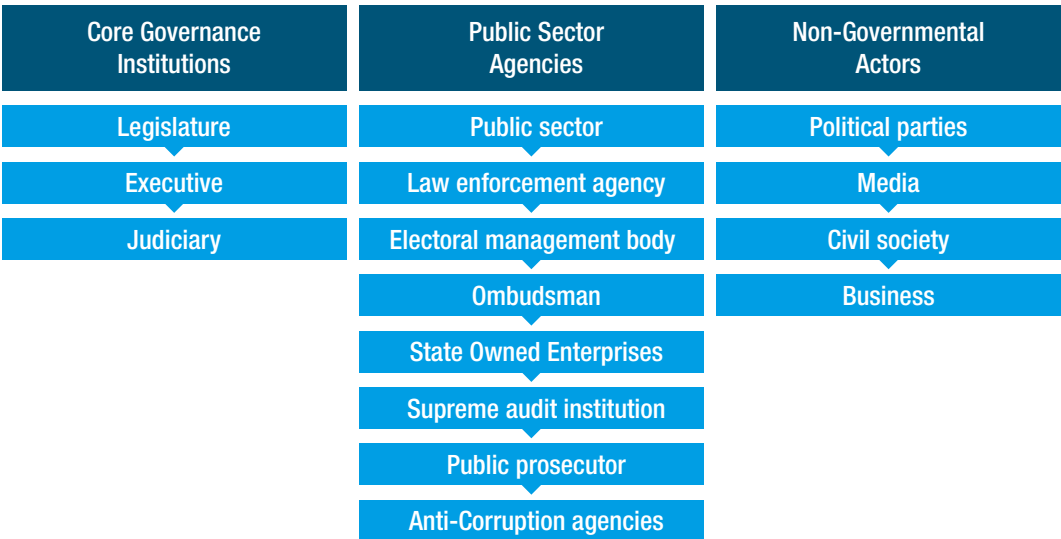 Core Governance
Institutions
Legislature
Executive
Judiciary
Public Sector
Agencies
Public sector
Law enforcement agency
Electoral management body
Ombudsman
State Owned Enterprises
Supreme audit institution
Public prosecutor
Anti-Corruption agencies
Non-Governmental
Actors
Political parties
Media
Civil society
Business